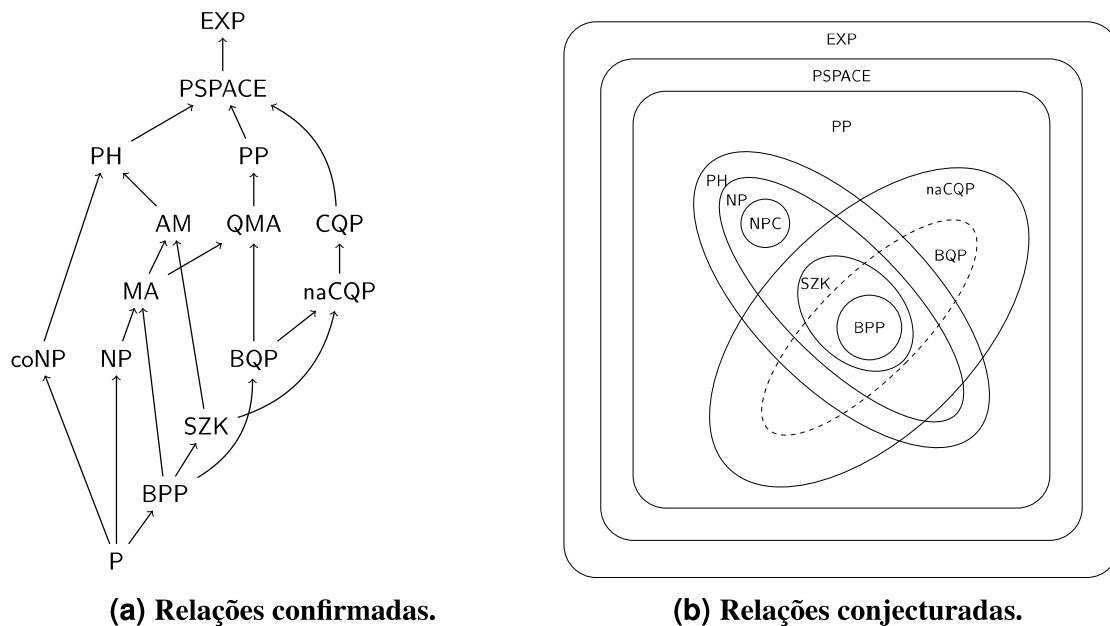 EXP
PSPACE
PH
PP
AM
QMA
CQP
MA
naCQP
coNP
NP
BQP
SZK
BPP
P
(a) Relações confirmadas.
EXP
PSPACE
PP
PH
NP
NPC
naCQP
BQP
SZK
BPP
(b) Relações conjecturadas.